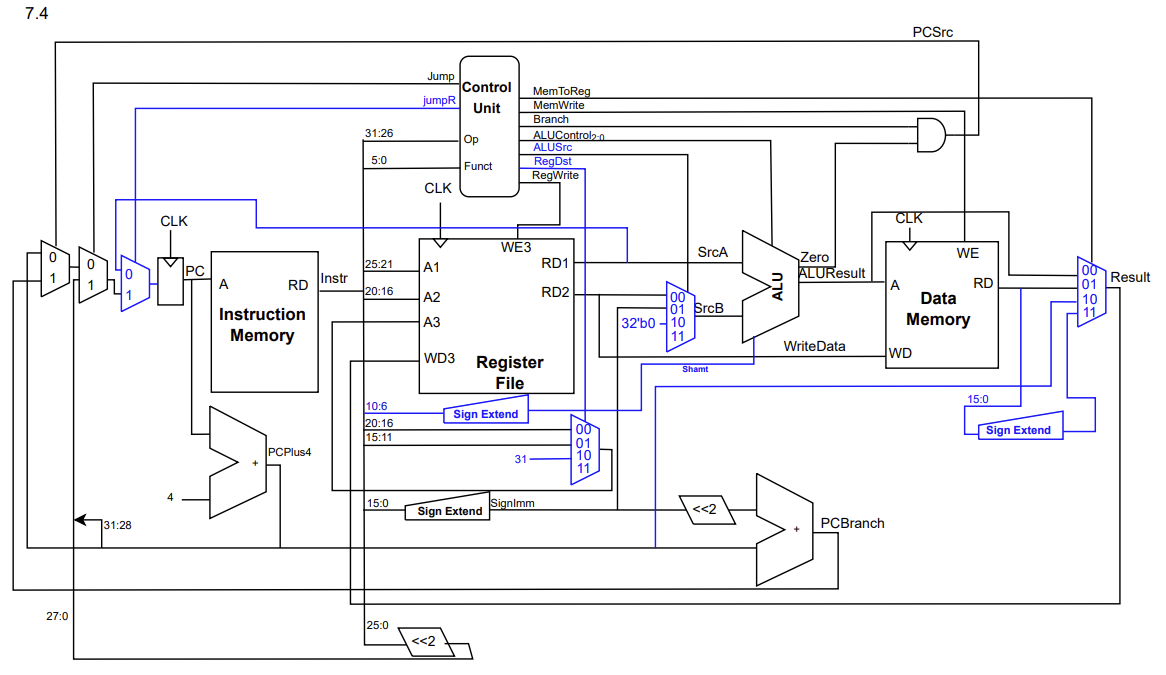 7.4
PCSrc
Jump
jumpR
Control
Unit
Op
Funct
31:26
5:0
MemToReg
MemWrite
Branch
ALUControl2:0
ALUSrc
RegDst
RegWrite
CLK
CLK
CLK
0
1
0
1
0
1
PC
A
RD
Instruction
Memory
Instr
25:21
20:16
A1
A2
A3
WD3
WE3
RD1
RD2
Register
File
00
01
10
11
32'b0
SrcA
SrcB
ALU
Zero
ALUResult
WriteData
Shamt
A
WE
RD
Data
Memory
WD
00
01
10
11
Result
10:6
Sign Extend
20:16
15:11
31
00
01
10
11
15:0
Sign Extend
PCPlus4
+
4
15:0
Sign Extend
SignImm
<<2
+
PCBranch
31:28
27:0
25:0
<<2